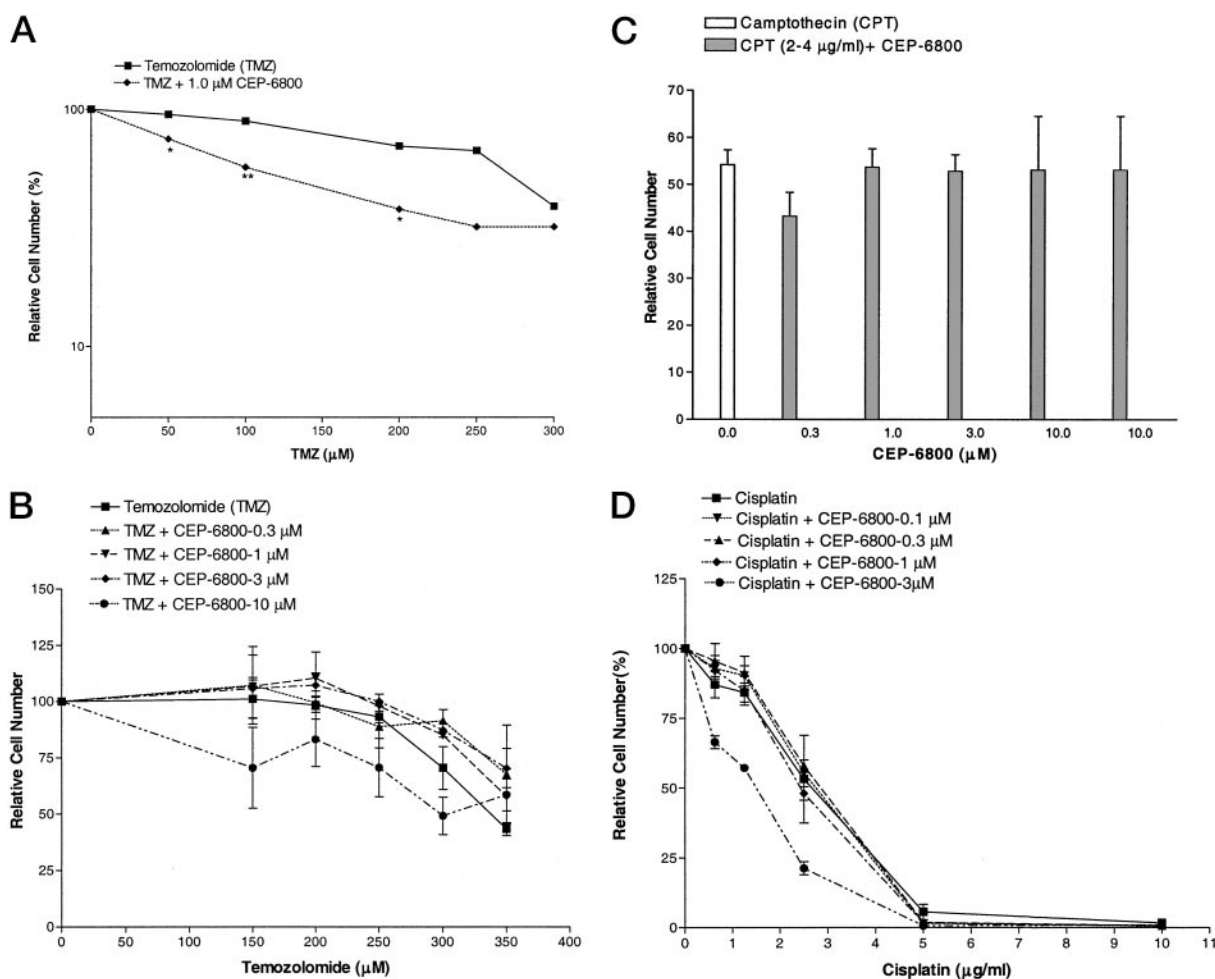 A
Temozolomide (TMZ)
TMZ + 1.0 μM CEP-6800
100
10
Relative Cell Number (%)
*
**
*
0 50 100 150 200 250 300
TMZ (μM)
B
Temozolomide (TMZ)
TMZ + CEP-6800-0.3 μM
TMZ + CEP-6800-1 μM
TMZ + CEP-6800-3 μM
TMZ + CEP-6800-10 μM
150
125
100
75
50
25
0
Relative Cell Number
0 50 100 150 200 250 300 350 400
Temozolomide (μM)
C
Camptothecin (CPT)
CPT (2-4 μg/ml)+ CEP-6800
70
60
50
40
30
20
10
0
Relative Cell Number
0.0 0.3 1.0 3.0 10.0 10.0
CEP-6800 (μM)
D
Cisplatin
Cisplatin + CEP-6800-0.1 μM
Cisplatin + CEP-6800-0.3 μM
Cisplatin + CEP-6800-1 μM
Cisplatin + CEP-6800-3μM
125
100
75
50
25
0
Relative Cell Number(%)
0 1 2 3 4 5 6 7 8 9 10 11
Cisplatin (μg/ml)